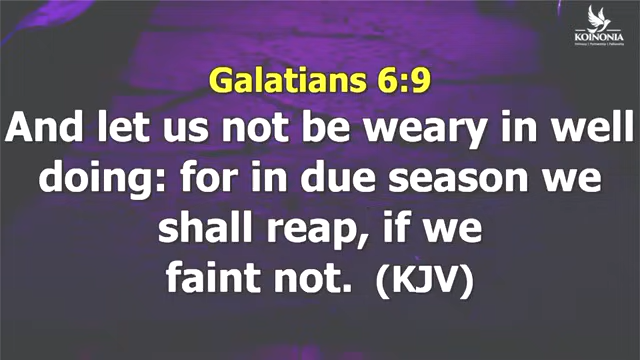 KOINONIA
Galatians 6:9
And let us not be weary in well
doing: for in due season we
shall reap, if we
faint not. (KJV)